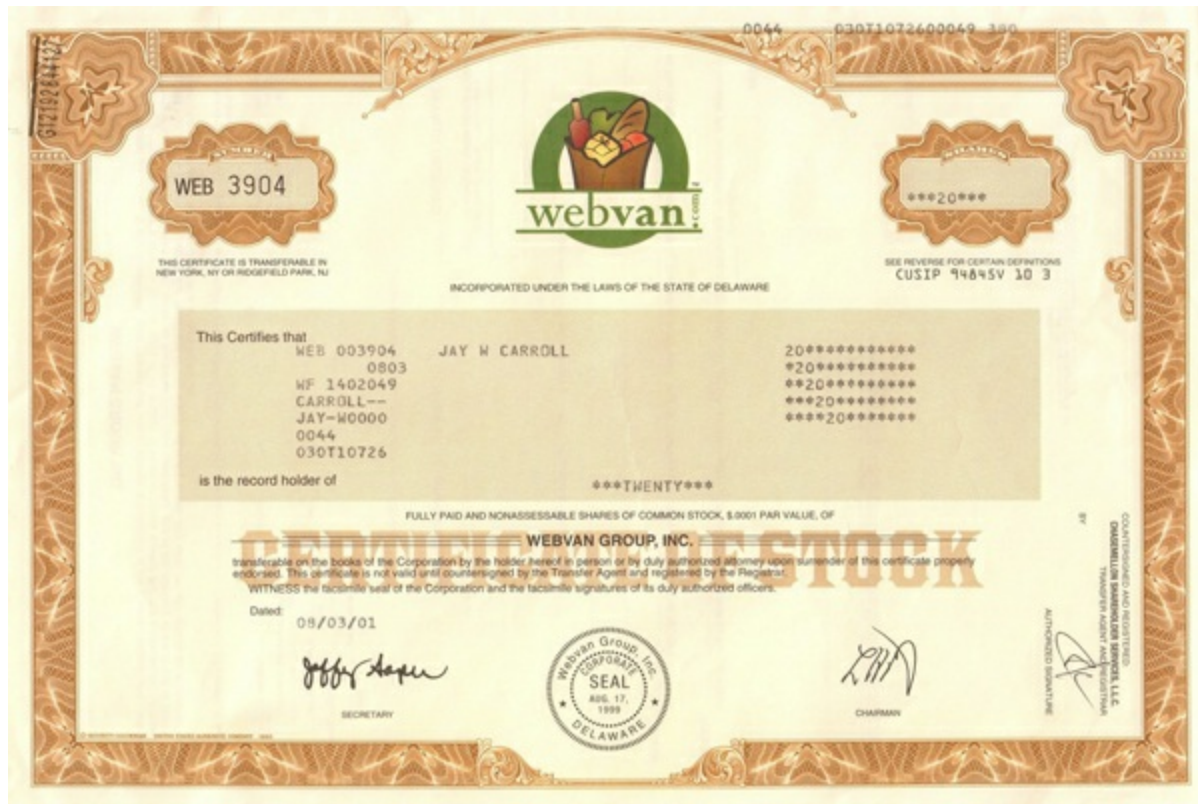 0044 030T1072600049 380
GT2192844127
NUMBER
WEB 3904
SHARES
***20***
webvan.com
THIS CERTIFICATE IS TRANSFERABLE IN
NEW YORK, NY OR RIDGEFIELD PARK, NJ
SEE REVERSE FOR CERTAIN DEFINITIONS
CUSIP 94845V 10 3
INCORPORATED UNDER THE LAWS OF THE STATE OF DELAWARE
This Certifies that
WEB 003904 JAY W CARROLL 20***********
0803 *20**********
WF 1402049 **20*********
CARROLL-- ***20********
JAY-W0000 ****20*******
0044
030T10726
is the record holder of
***TWENTY***
FULLY PAID AND NONASSESSABLE SHARES OF COMMON STOCK, $.0001 PAR VALUE, OF
CERTIFICATE OF STOCK
WEBVAN GROUP, INC.
transferable on the books of the Corporation by the holder hereof in person or by duly authorized attorney upon surrender of this certificate properly
endorsed. This certificate is not valid until countersigned by the Transfer Agent and registered by the Registrar.
WITNESS the facsimile seal of the Corporation and the facsimile signatures of its duly authorized officers.
Dated:
08/03/01
SECRETARY
Webvan Group, Inc.
CORPORATE
SEAL
AUG. 17,
1999
DELAWARE
CHAIRMAN
COUNTERSIGNED AND REGISTERED:
CHASEMELLON SHAREHOLDER SERVICES, L.L.C.
TRANSFER AGENT AND REGISTRAR
BY
AUTHORIZED SIGNATURE